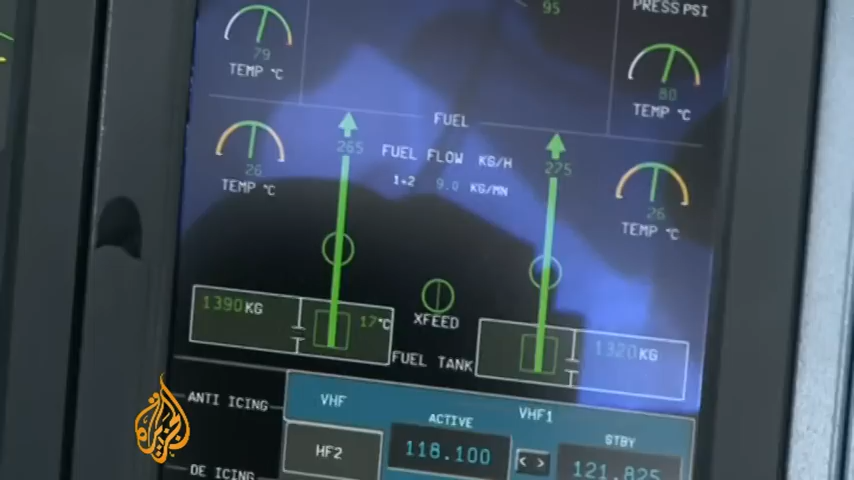 95
PRESS PSI
79
TEMP °C
80
TEMP °C
FUEL
265
FUEL FLOW KG/H
275
1+2 9.0 KG/MN
26
TEMP °C
26
TEMP °C
1390KG
17°C
XFEED
1320KG
FUEL TANK
ANTI ICING
VHF
ACTIVE
VHF1
STBY
HF2
118.100
< >
121.825
DE ICING
الجزيرة